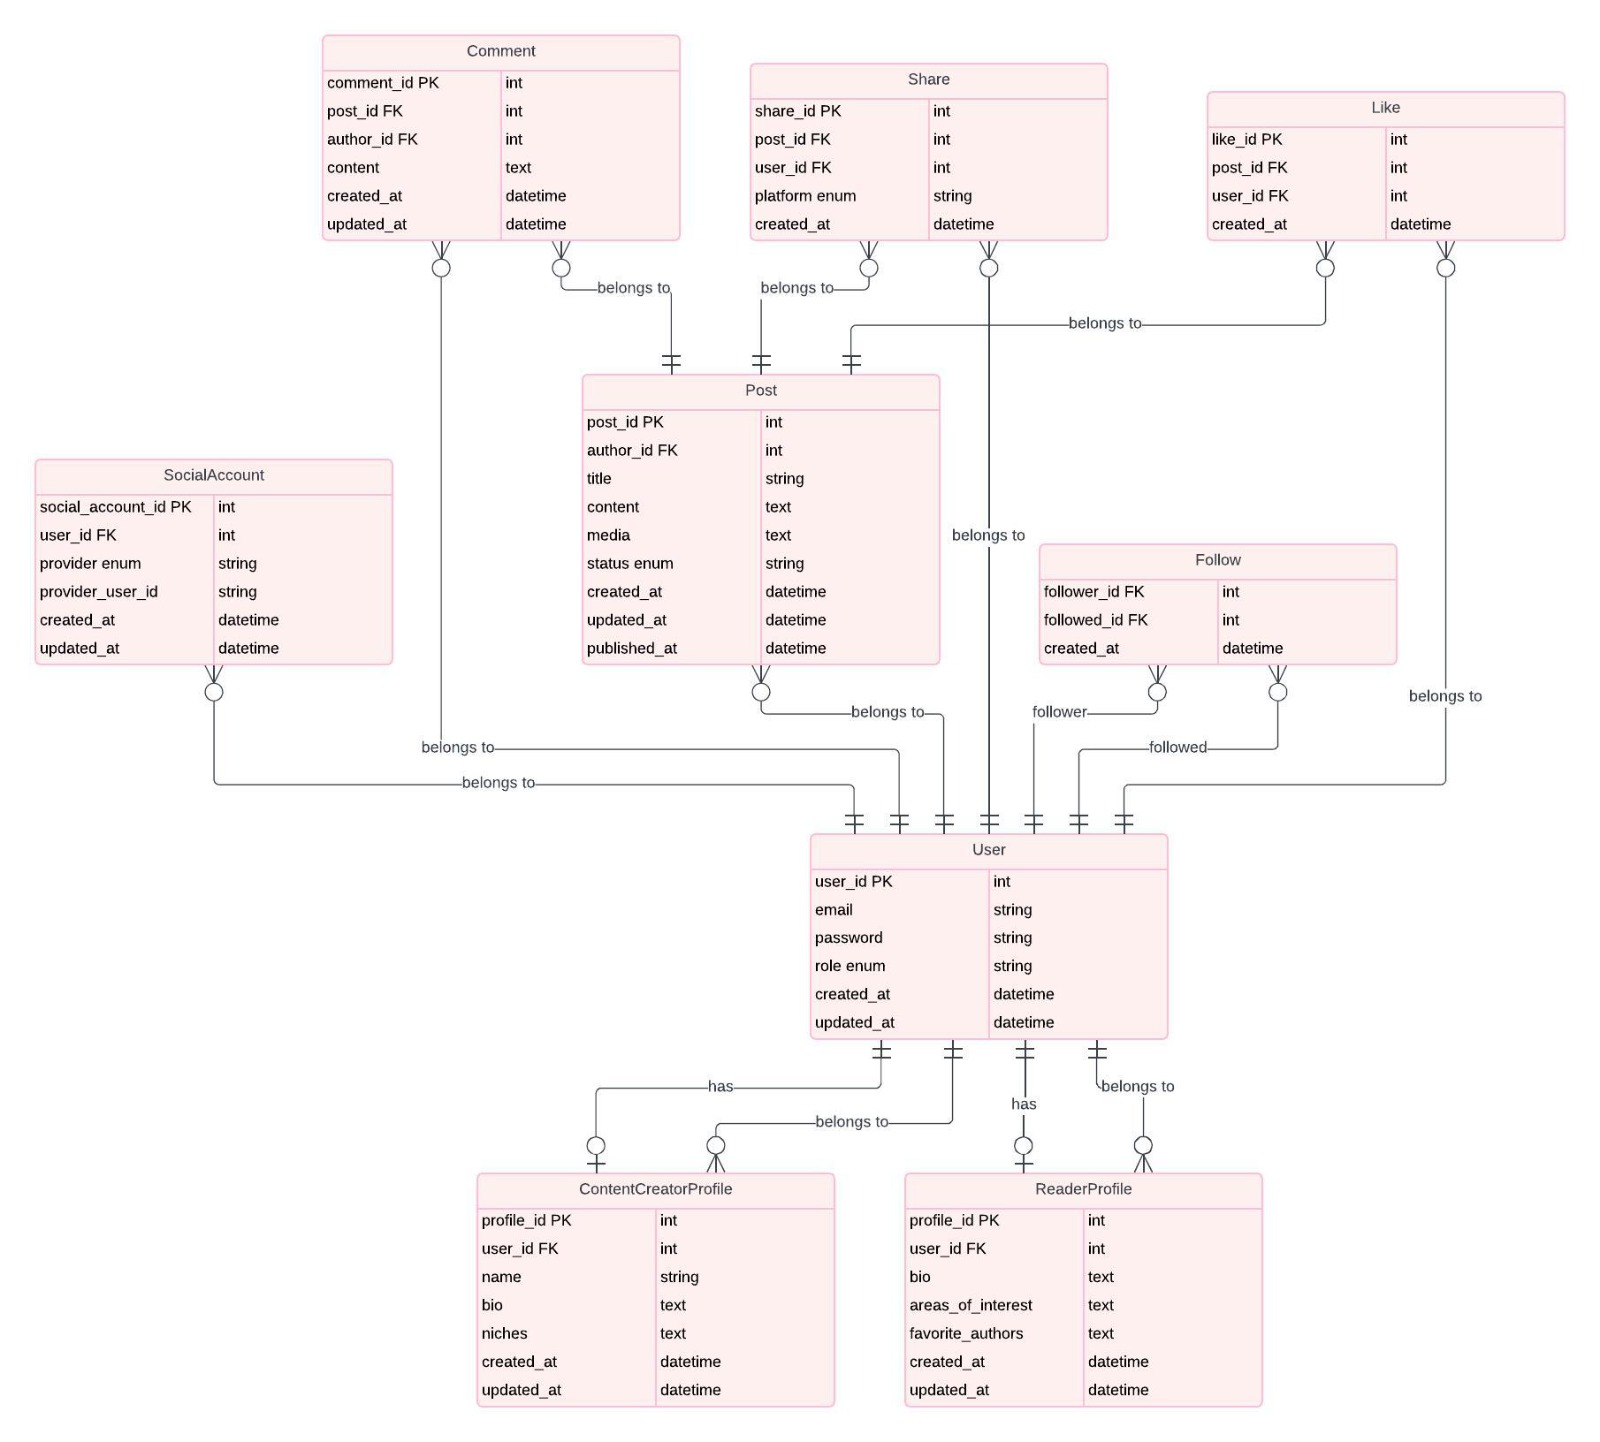 Comment
comment_id PK int
post_id FK int
author_id FK int
content text
created_at datetime
updated_at datetime
Share
share_id PK int
post_id FK int
user_id FK int
platform enum string
created_at datetime
Like
like_id PK int
post_id FK int
user_id FK int
created_at datetime
belongs to
belongs to
belongs to
Post
post_id PK int
author_id FK int
title string
content text
media text
status enum string
created_at datetime
updated_at datetime
published_at datetime
SocialAccount
social_account_id PK int
user_id FK int
provider enum string
provider_user_id string
created_at datetime
updated_at datetime
belongs to
Follow
follower_id FK int
followed_id FK int
created_at datetime
belongs to
belongs to
follower
belongs to
followed
belongs to
User
user_id PK int
email string
password string
role enum string
created_at datetime
updated_at datetime
has
belongs to
has
belongs to
ContentCreatorProfile
profile_id PK int
user_id FK int
name string
bio text
niches text
created_at datetime
updated_at datetime
ReaderProfile
profile_id PK int
user_id FK int
bio text
areas_of_interest text
favorite_authors text
created_at datetime
updated_at datetime